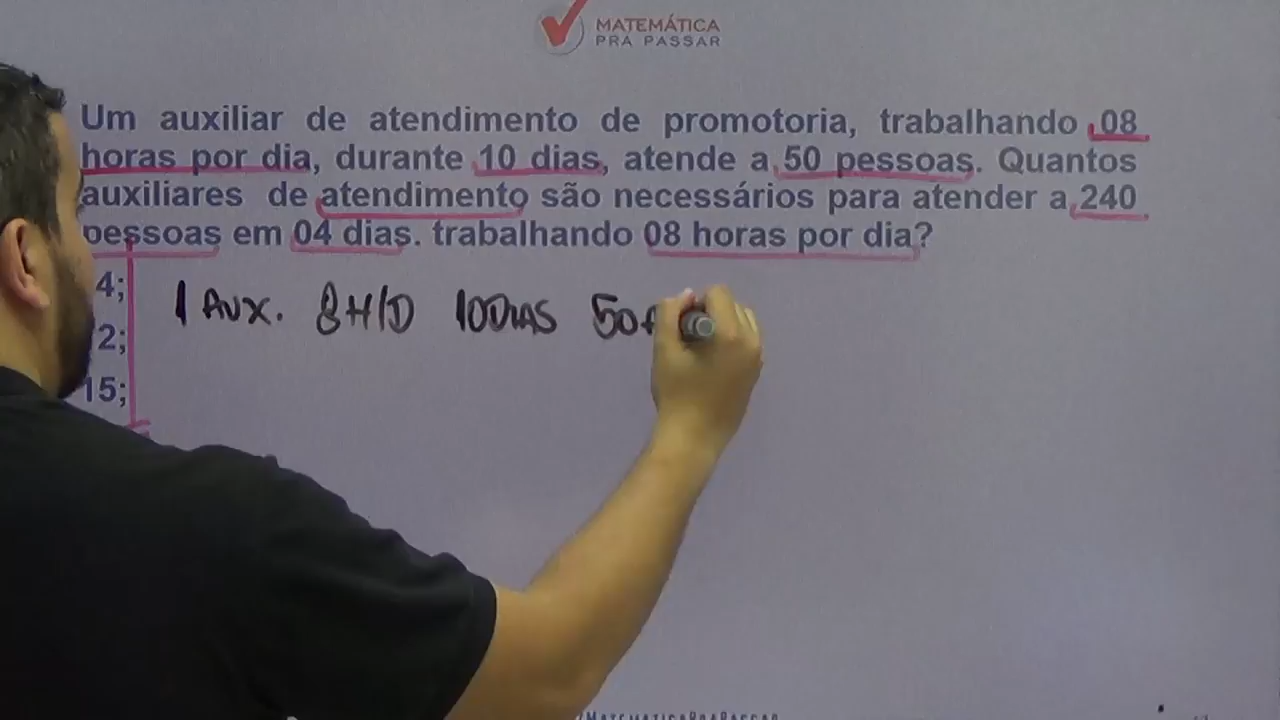 MATEMÁTICA
PRA PASSAR
Um auxiliar de atendimento de promotoria, trabalhando 08
horas por dia, durante 10 dias, atende a 50 pessoas. Quantos
auxiliares de atendimento são necessários para atender a 240
pessoas em 04 dias. trabalhando 08 horas por dia?
4;
2;
15;
1 AUX. 8H/D 10DIAS 50
/MATEMATICAPRAPASSAR